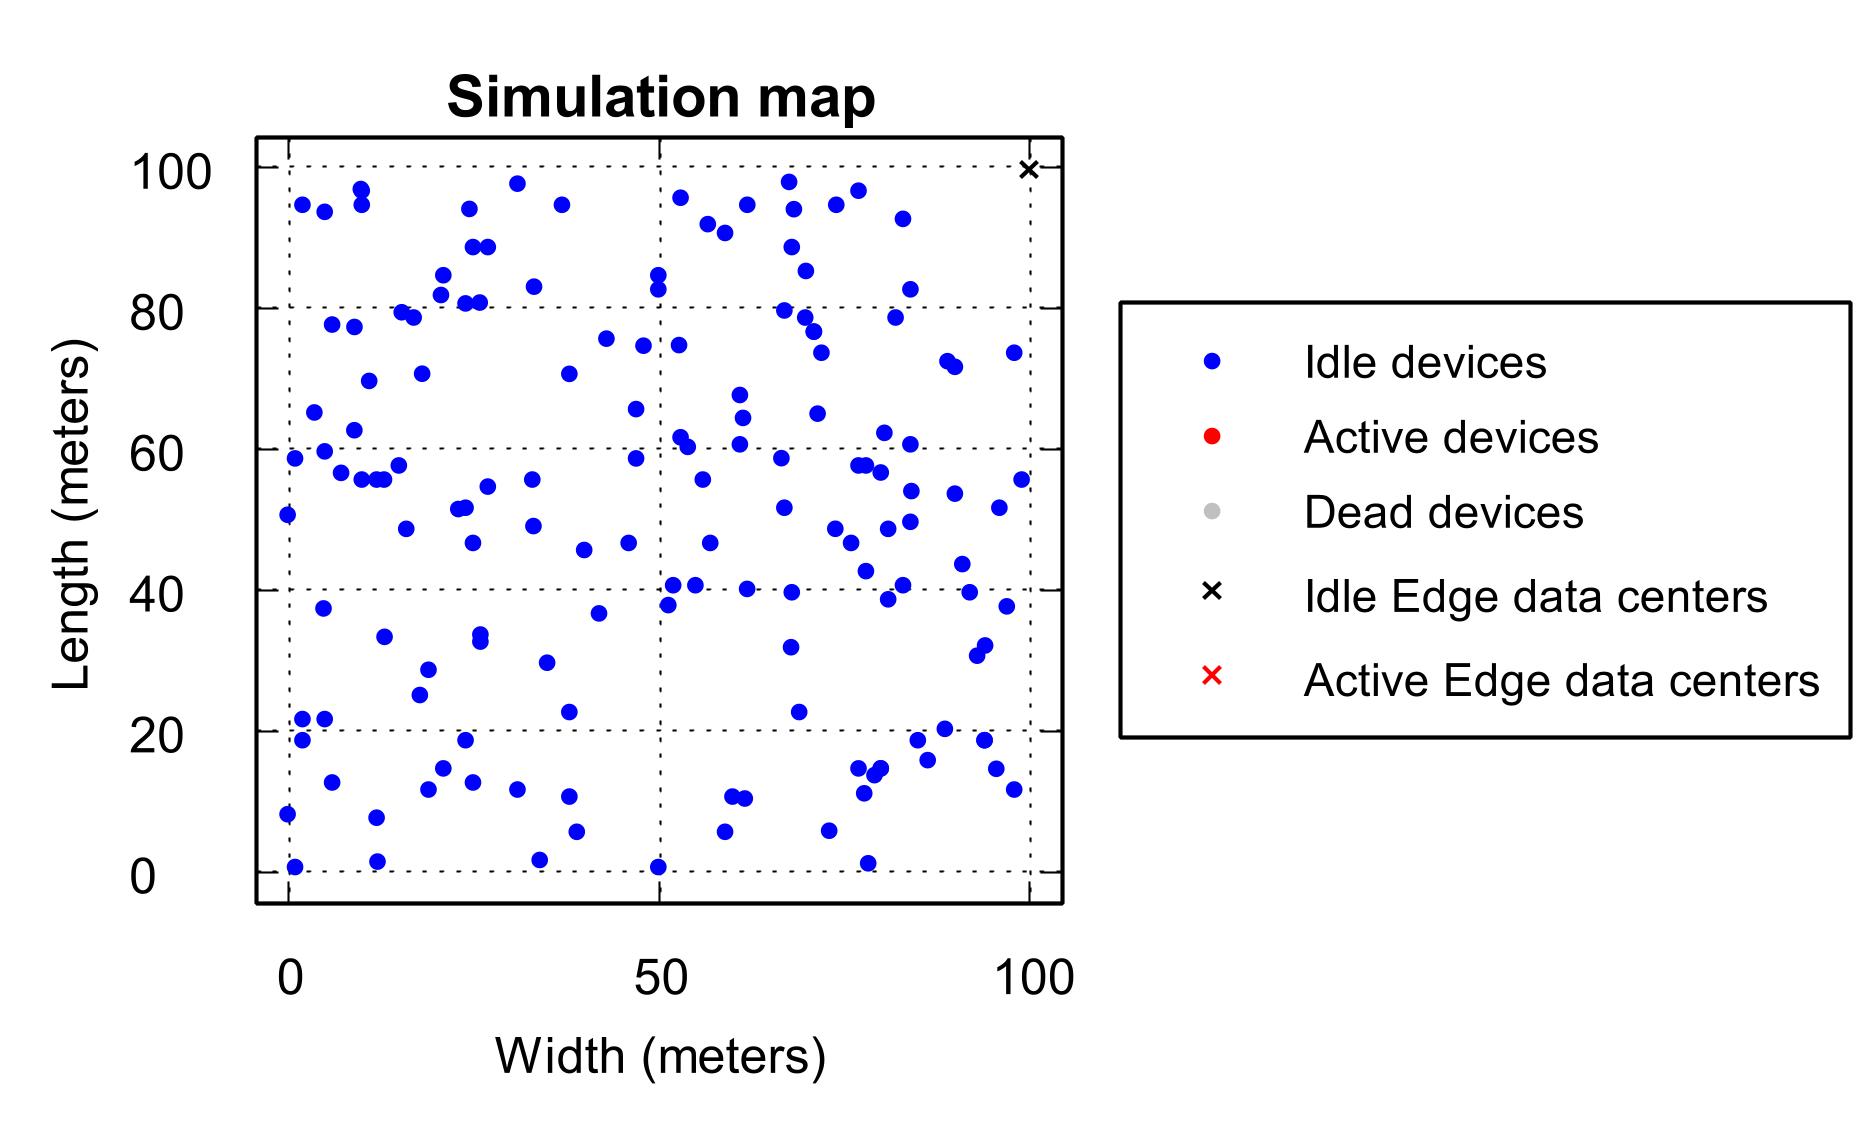 Simulation map
100
80
60
40
20
0
Length (meters)
0 50 100
Width (meters)
Idle devices
Active devices
Dead devices
Idle Edge data centers
Active Edge data centers